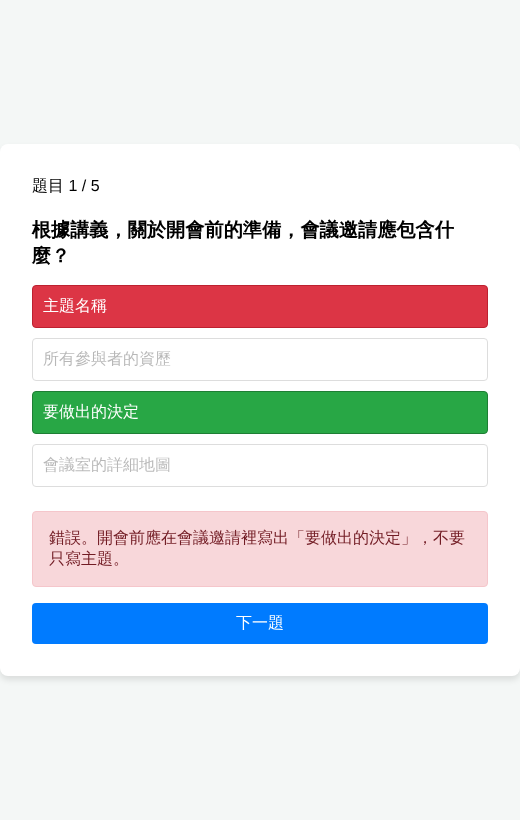 題目 1 / 5
根據講義，關於開會前的準備，會議邀請應包含什
麼？
主題名稱
所有參與者的資歷
要做出的決定
會議室的詳細地圖
錯誤。開會前應在會議邀請裡寫出「要做出的決定」，不要
只寫主題。
下一題